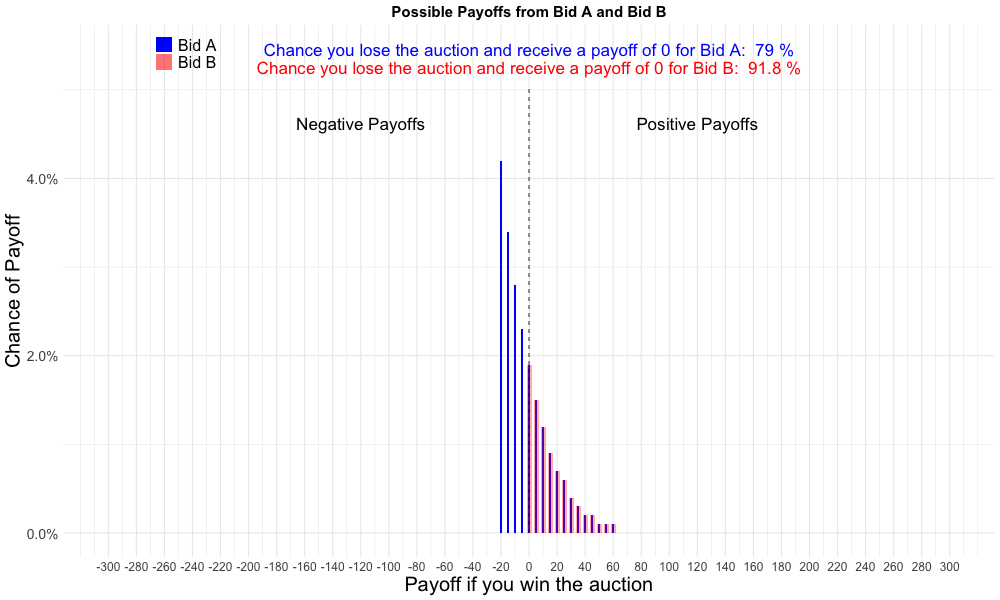 Possible Payoffs from Bid A and Bid B
Bid A
Bid B
Chance you lose the auction and receive a payoff of 0 for Bid A:  79 %
Chance you lose the auction and receive a payoff of 0 for Bid B:  91.8 %
Negative Payoffs
Positive Payoffs
Chance of Payoff
4.0%
2.0%
0.0%
-300 -280 -260 -240 -220 -200 -180 -160 -140 -120 -100 -80 -60 -40 -20 0 20 40 60 80 100 120 140 160 180 200 220 240 260 280 300
Payoff if you win the auction